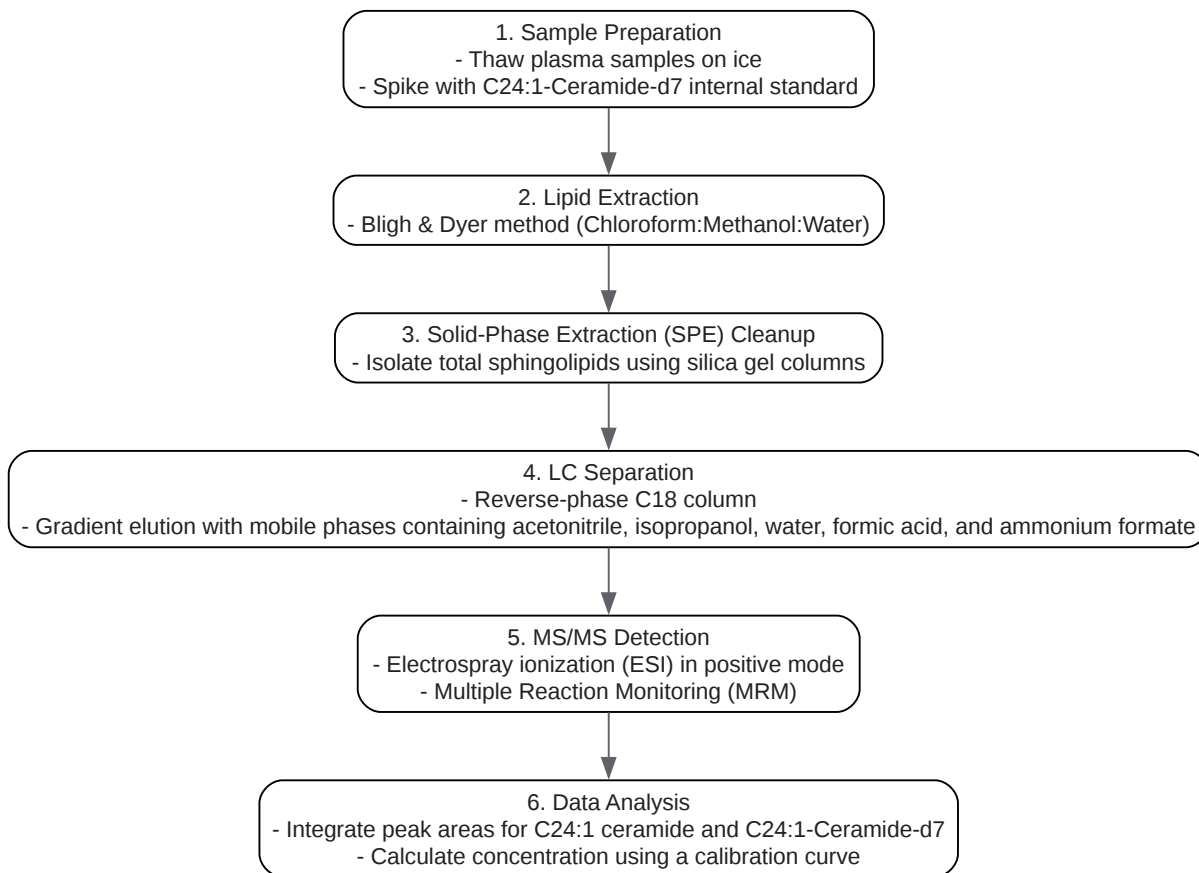 1. Sample Preparation
- Thaw plasma samples on ice
- Spike with C24:1-Ceramide-d7 internal standard
2. Lipid Extraction
- Bligh & Dyer method (Chloroform:Methanol:Water)
3. Solid-Phase Extraction (SPE) Cleanup
- Isolate total sphingolipids using silica gel columns
4. LC Separation
- Reverse-phase C18 column
- Gradient elution with mobile phases containing acetonitrile, isopropanol, water, formic acid, and ammonium formate
5. MS/MS Detection
- Electrospray ionization (ESI) in positive mode
- Multiple Reaction Monitoring (MRM)
6. Data Analysis
- Integrate peak areas for C24:1 ceramide and C24:1-Ceramide-d7
- Calculate concentration using a calibration curve